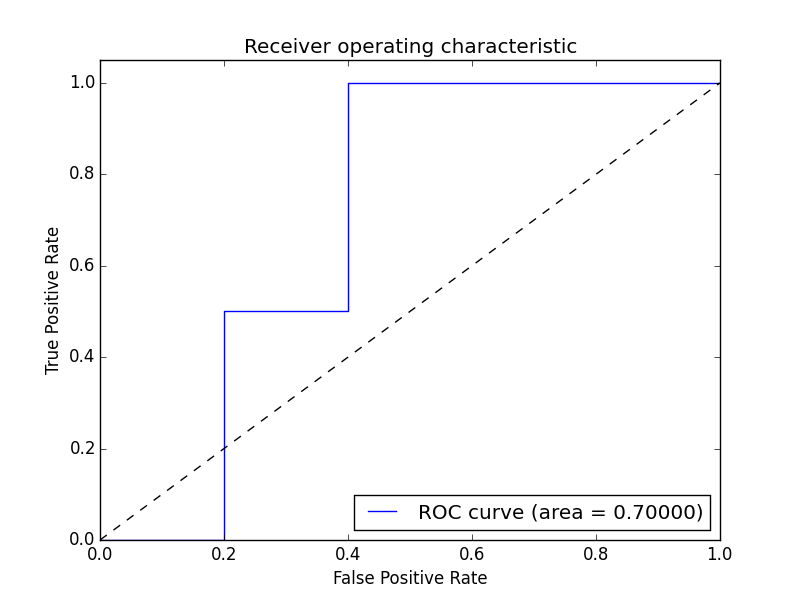 Receiver operating characteristic
1.0
0.8
0.6
0.4
0.2
0.0
True Positive Rate
ROC curve (area = 0.70000)
0.0 0.2 0.4 0.6 0.8 1.0
False Positive Rate